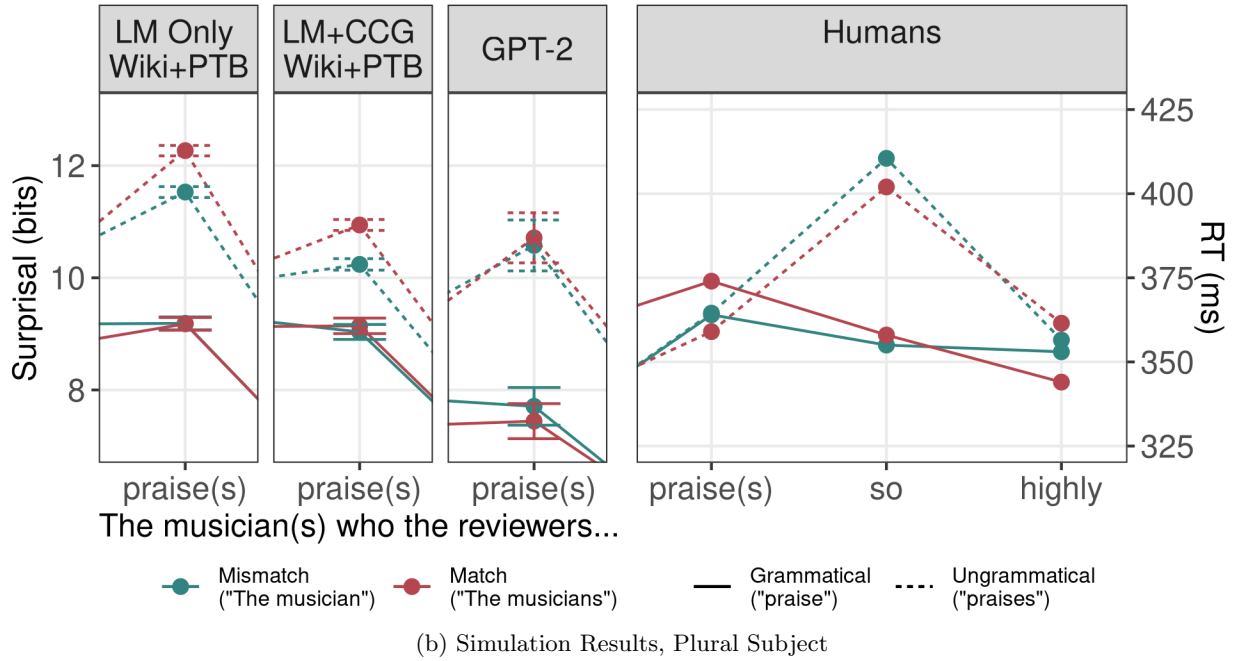 LM Only
Wiki+PTB
LM+CCG
Wiki+PTB
GPT-2
Humans
Surprisal (bits)
12
10
8
425
400
375
350
325
RT (ms)
praise(s)
praise(s)
praise(s)
praise(s)
so
highly
The musician(s) who the reviewers...
Mismatch
("The musician")
Match
("The musicians")
Grammatical
("praise")
Ungrammatical
("praises")
(b) Simulation Results, Plural Subject